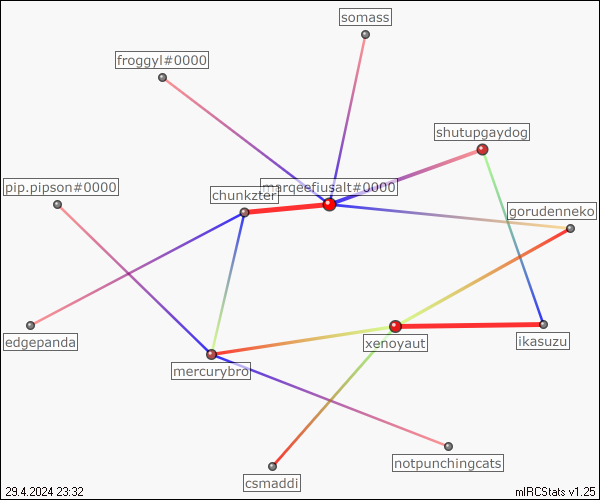 somass
froggyl#0000
shutupgaydog
pip.pipson#0000
marqeefiusalt#0000
chunkzter
gorudenneko
edgepanda
xenoyaut
ikasuzu
mercurybro
notpunchingcats
csmaddi
29.4.2024 23:32
mIRCStats v1.25